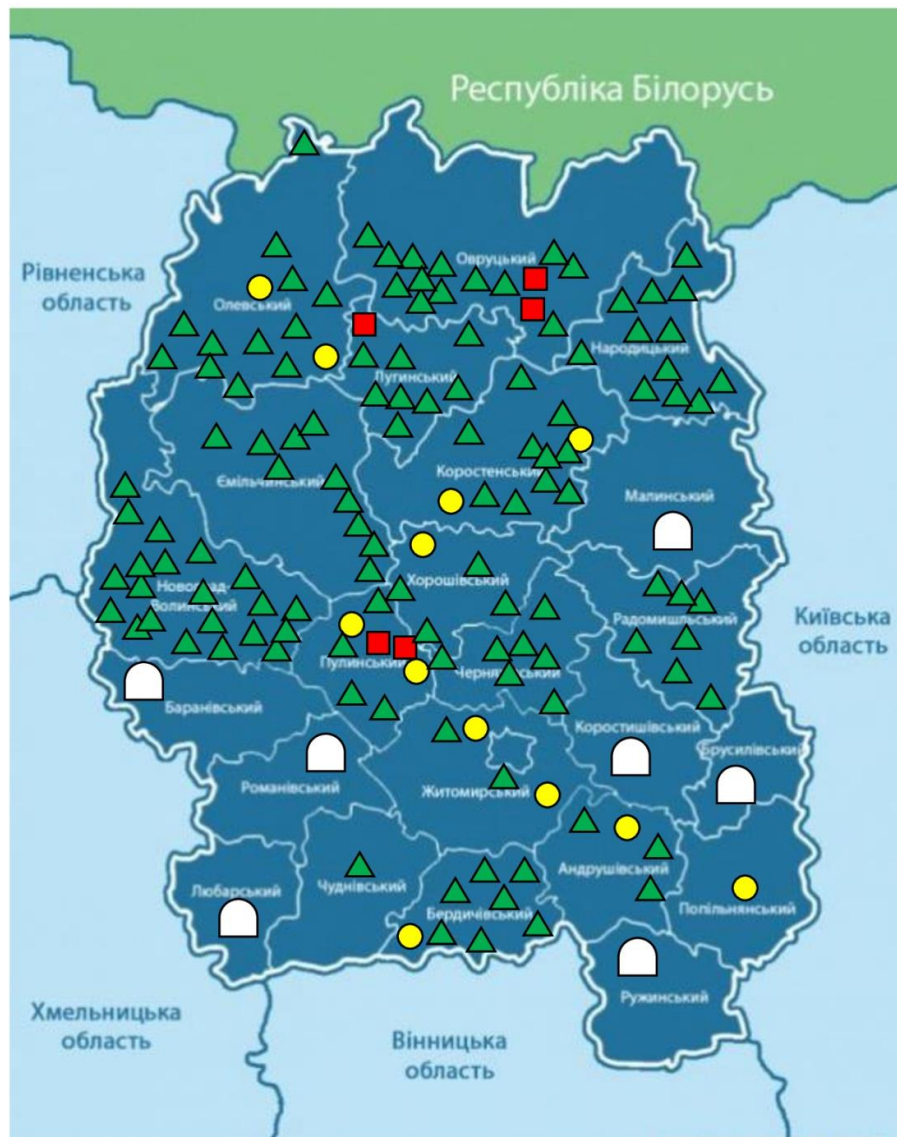 Республіка Білорусь
Рівненська
область
Овруцький
Олевський
Народицький
Лугинський
Ємільчинський
Коростенський
Малинський
Хорошівський
Новоград-
Волинський
Радомишльський
Київська
область
Пулинський
Черняхівський
Баранівський
Коростишівський
Брусилівський
Романівський
Житомирський
Андрушівський
Любарський
Чуднівський
Бердичівський
Попільнянський
Ружинський
Хмельницька
область
Вінницька
область